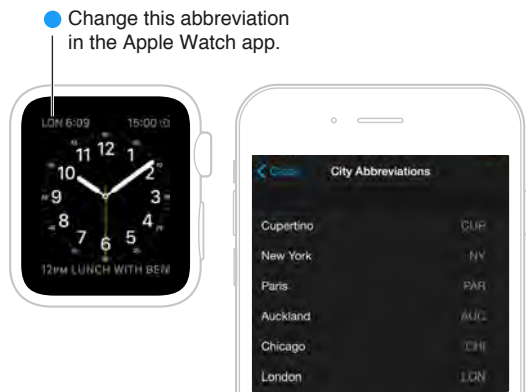 Change this abbreviation
in the Apple Watch app.
LON 6:09 15:00
11 12 1
10 2
9 3
8 4
7 6 5
12PM LUNCH WITH BEN
Clock City Abbreviations
Cupertino CUP
New York NY
Paris PAR
Auckland AUC
Chicago CHI
London LON